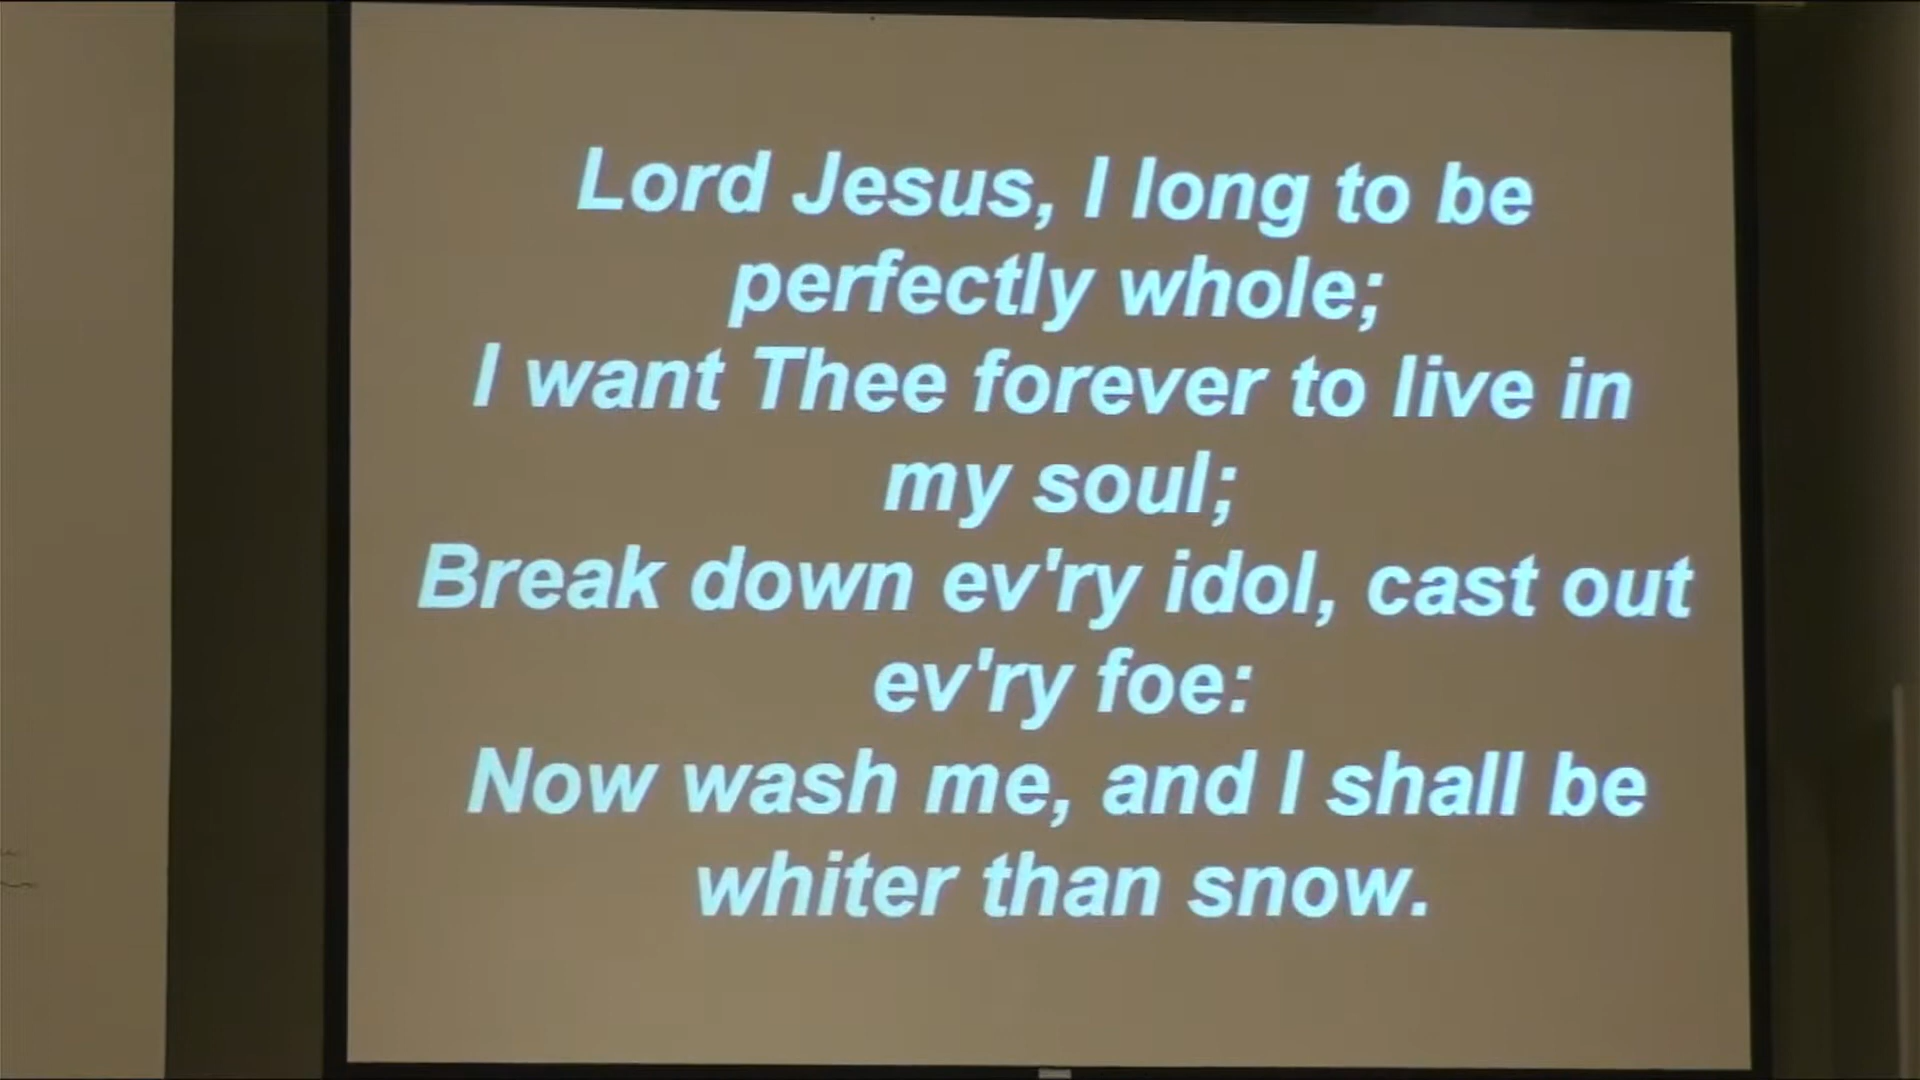 Lord Jesus, I long to be
perfectly whole;
I want Thee forever to live in
my soul;
Break down ev'ry idol, cast out
ev'ry foe:
Now wash me, and I shall be
whiter than snow.